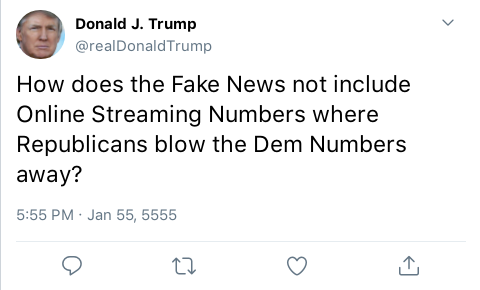 Donald J. Trump
@realDonaldTrump
How does the Fake News not include
Online Streaming Numbers where
Republicans blow the Dem Numbers
away?
5:55 PM · Jan 55, 5555